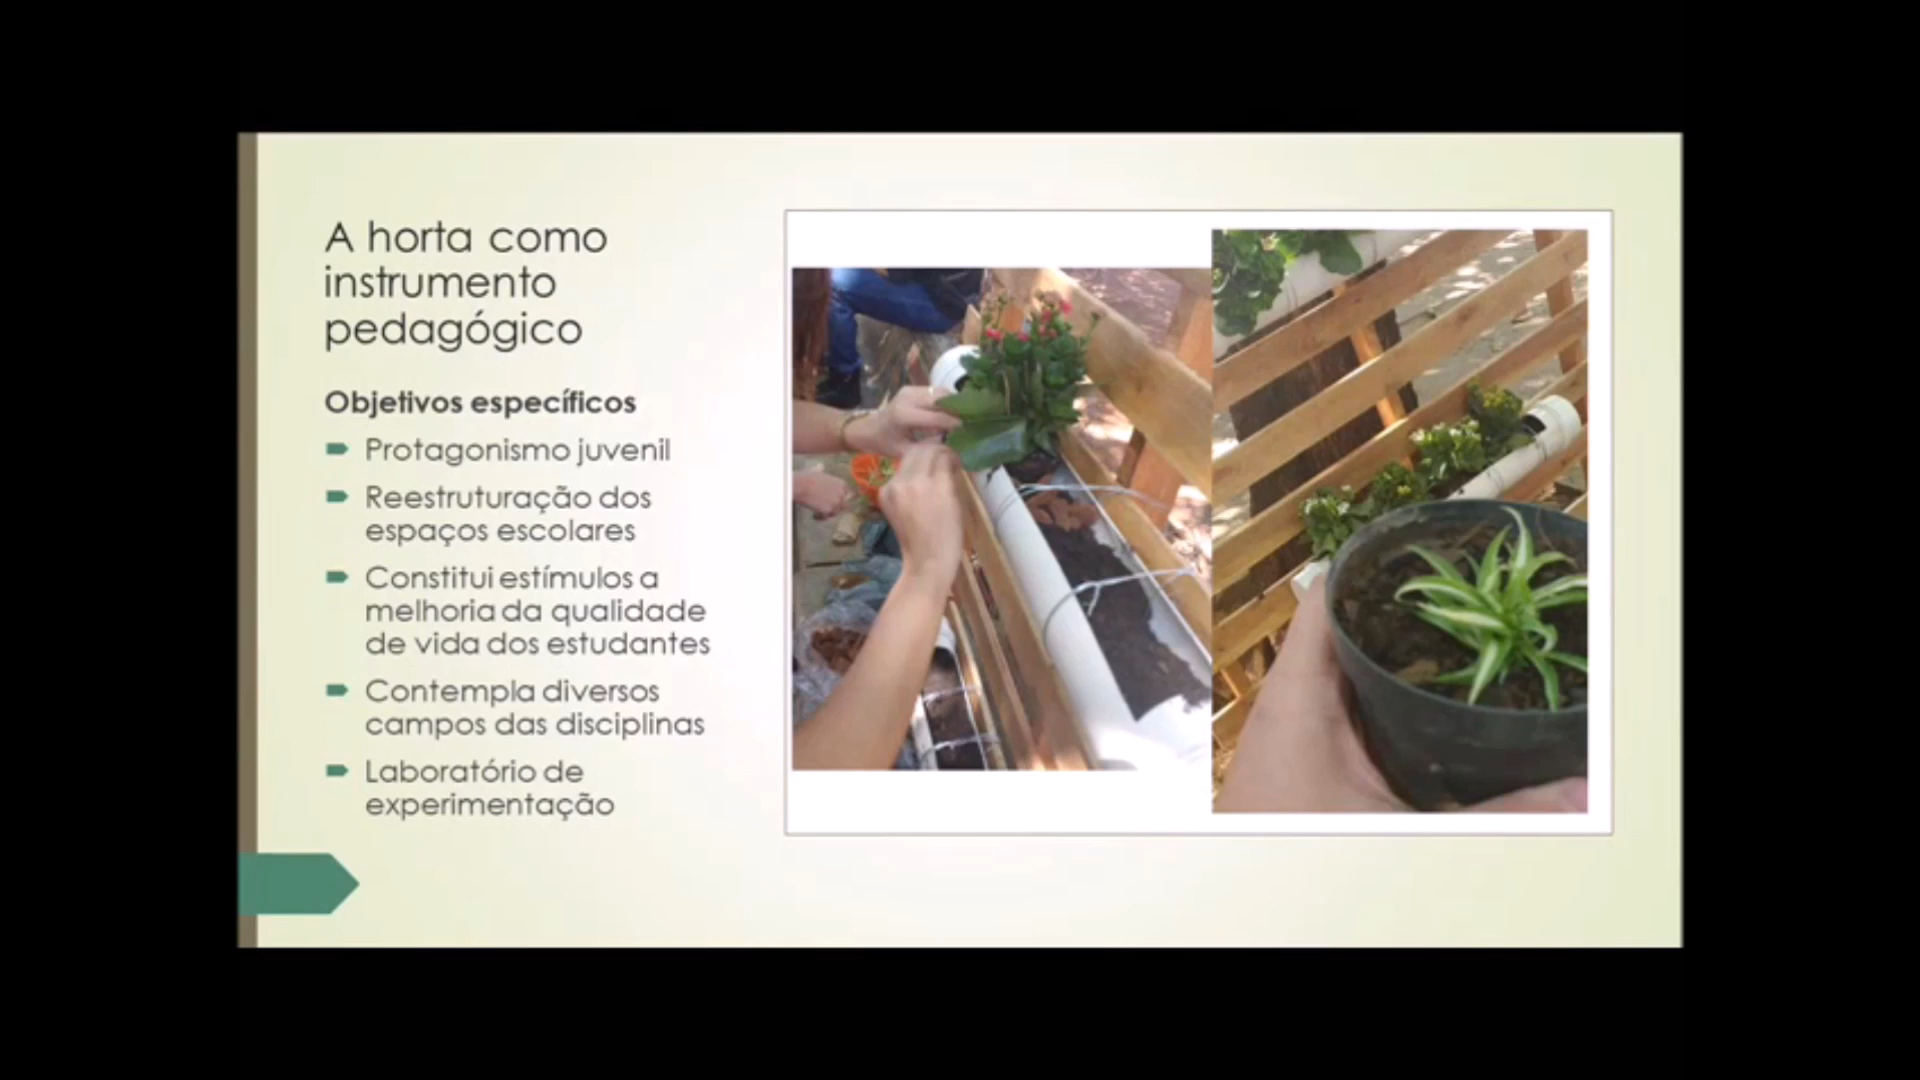 A horta como
instrumento
pedagógico
Objetivos específicos
Protagonismo juvenil
Reestruturação dos
espaços escolares
Constitui estímulos a
melhoria da qualidade
de vida dos estudantes
Contempla diversos
campos das disciplinas
Laboratório de
experimentação